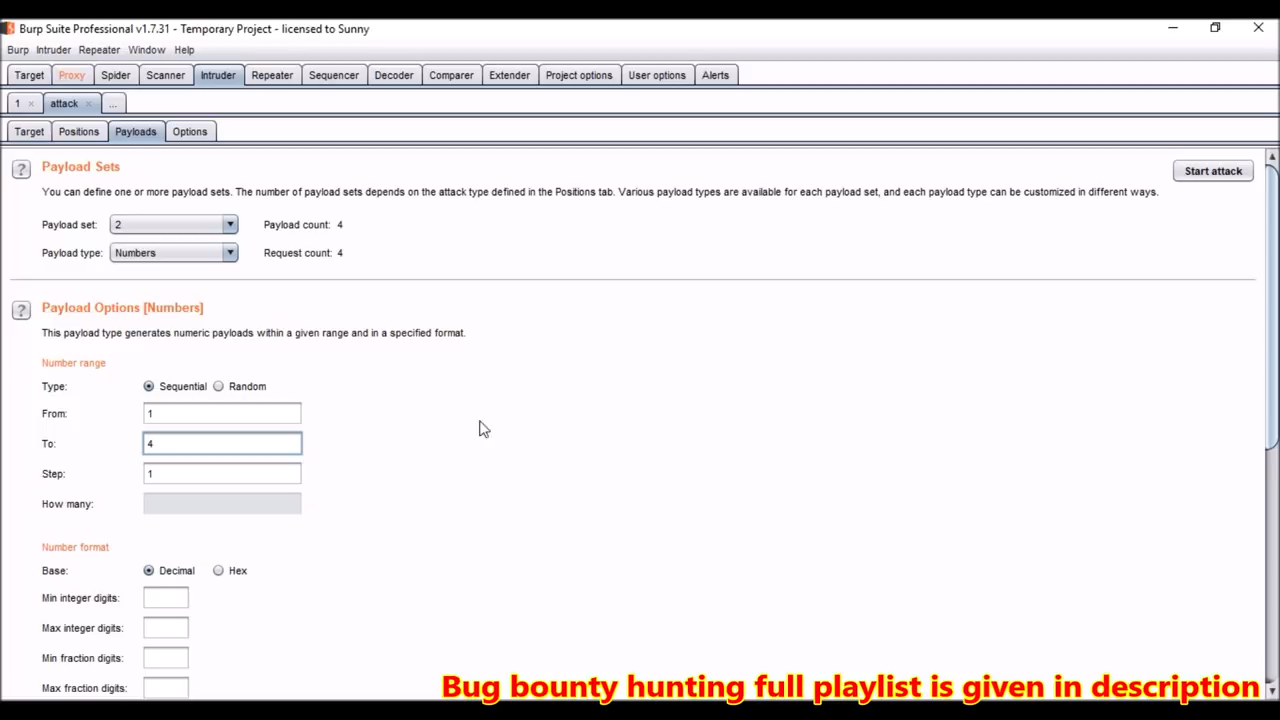 Burp Suite Professional v1.7.31 - Temporary Project - licensed to Sunny
Burp Intruder Repeater Window Help
Target Proxy Spider Scanner Intruder Repeater Sequencer Decoder Comparer Extender Project options User options Alerts
1 × attack × ...
Target Positions Payloads Options
? Payload Sets
Start attack
You can define one or more payload sets. The number of payload sets depends on the attack type defined in the Positions tab. Various payload types are available for each payload set, and each payload type can be customized in different ways.
Payload set: 2 Payload count: 4
Payload type: Numbers Request count: 4
? Payload Options [Numbers]
This payload type generates numeric payloads within a given range and in a specified format.
Number range
Type: Sequential Random
From: 1
To: 4
Step: 1
How many:
Number format
Base: Decimal Hex
Min integer digits:
Max integer digits:
Min fraction digits:
Max fraction digits:
Bug bounty hunting full playlist is given in description